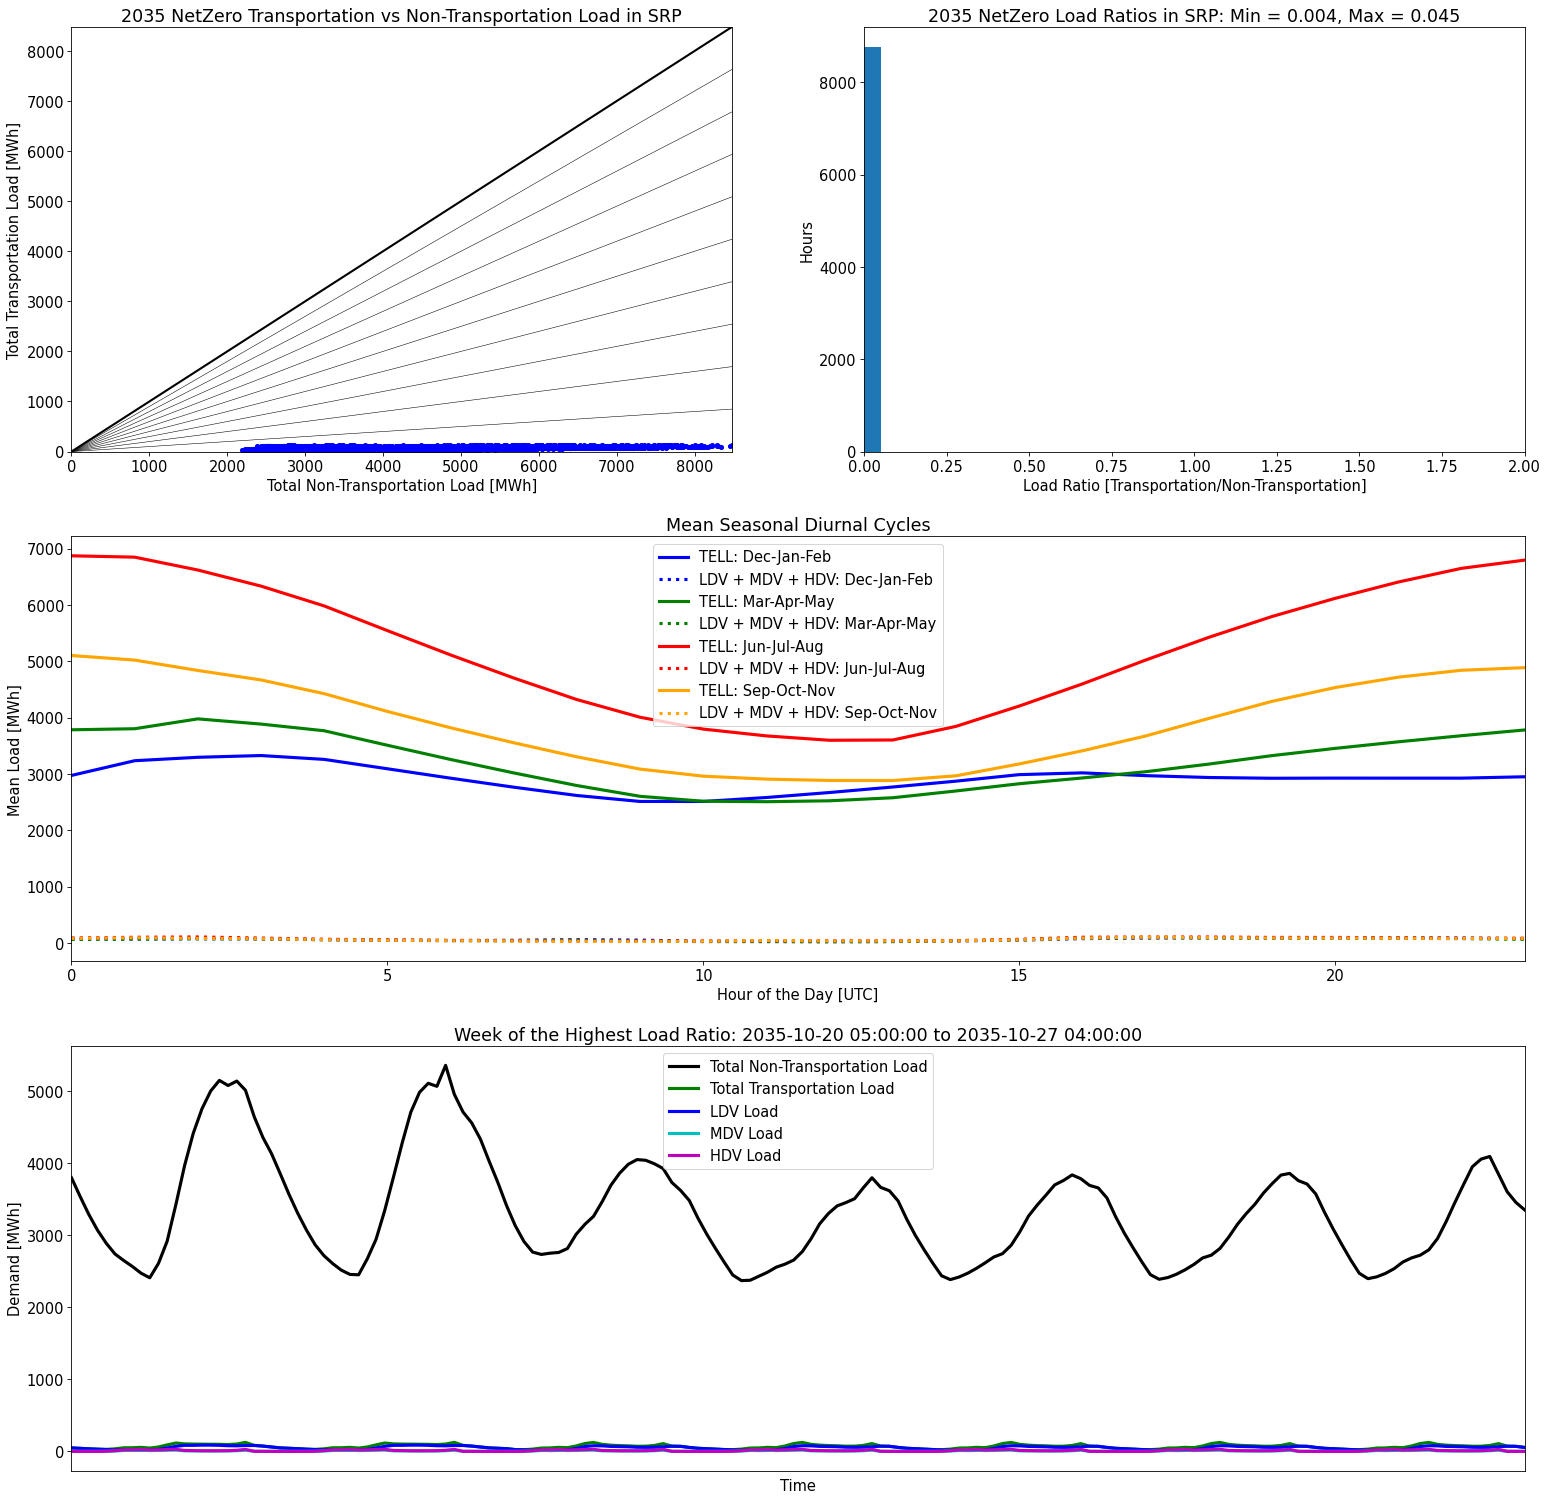 2035 NetZero Transportation vs Non-Transportation Load in SRP
Total Transportation Load [MWh]
8000
7000
6000
5000
4000
3000
2000
1000
0
0 1000 2000 3000 4000 5000 6000 7000 8000
Total Non-Transportation Load [MWh]
2035 NetZero Load Ratios in SRP: Min = 0.004, Max = 0.045
Hours
8000
6000
4000
2000
0
0.00 0.25 0.50 0.75 1.00 1.25 1.50 1.75 2.00
Load Ratio [Transportation/Non-Transportation]
Mean Seasonal Diurnal Cycles
Mean Load [MWh]
7000
6000
5000
4000
3000
2000
1000
0
TELL: Dec-Jan-Feb
LDV + MDV + HDV: Dec-Jan-Feb
TELL: Mar-Apr-May
LDV + MDV + HDV: Mar-Apr-May
TELL: Jun-Jul-Aug
LDV + MDV + HDV: Jun-Jul-Aug
TELL: Sep-Oct-Nov
LDV + MDV + HDV: Sep-Oct-Nov
0 5 10 15 20
Hour of the Day [UTC]
Week of the Highest Load Ratio: 2035-10-20 05:00:00 to 2035-10-27 04:00:00
Demand [MWh]
5000
4000
3000
2000
1000
0
Total Non-Transportation Load
Total Transportation Load
LDV Load
MDV Load
HDV Load
Time